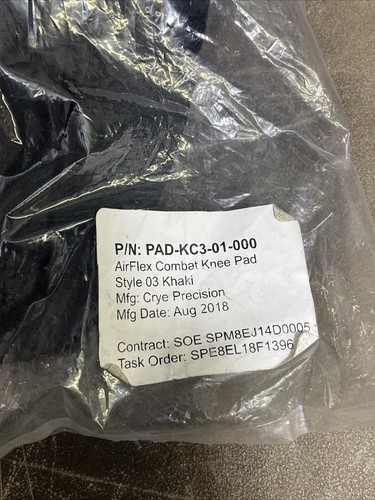 P/N: PAD-KC3-01-000
AirFlex Combat Knee Pad
Style 03 Khaki
Mfg: Crye Precision
Mfg Date: Aug 2018
Contract: SOE SPM8EJ14D0005
Task Order: SPE8EL18F1396